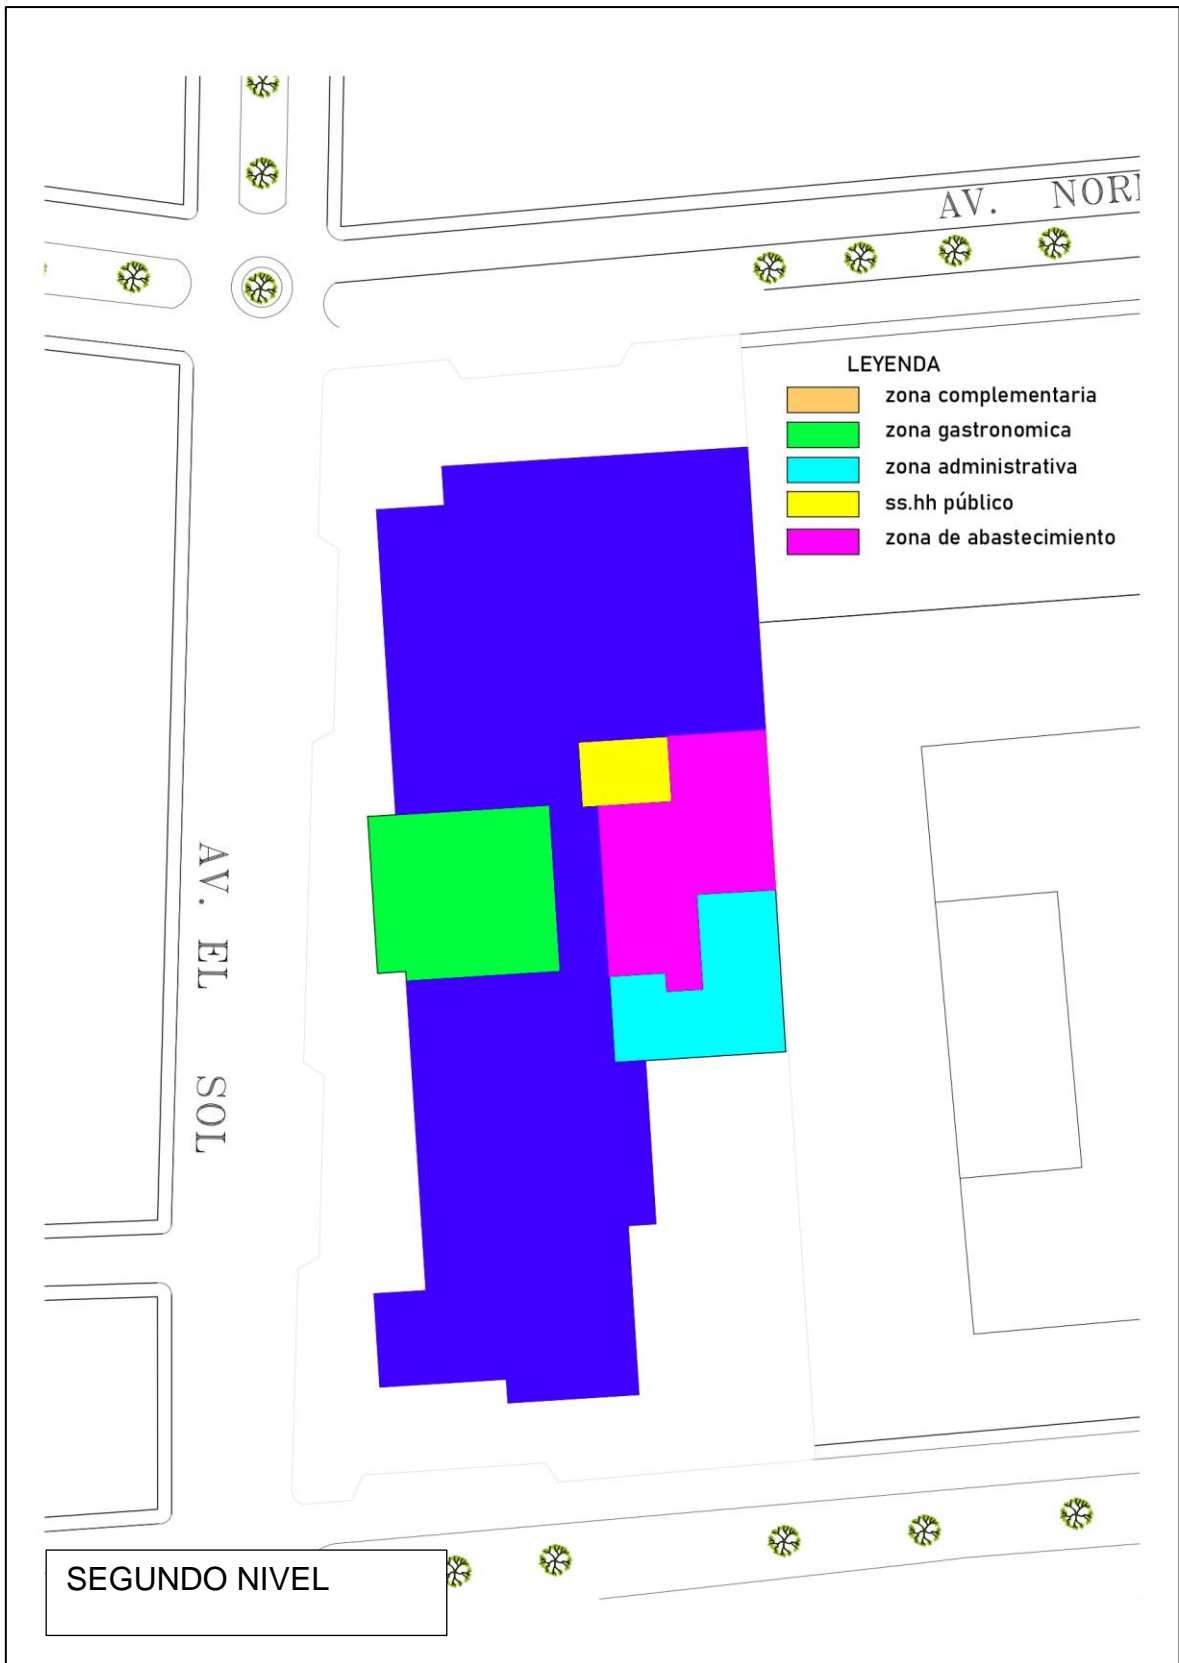 AV. NOR
LEYENDA
zona complementaria
zona gastronomica
zona administrativa
ss.hh público
zona de abastecimiento
AV. EL SOL
SEGUNDO NIVEL